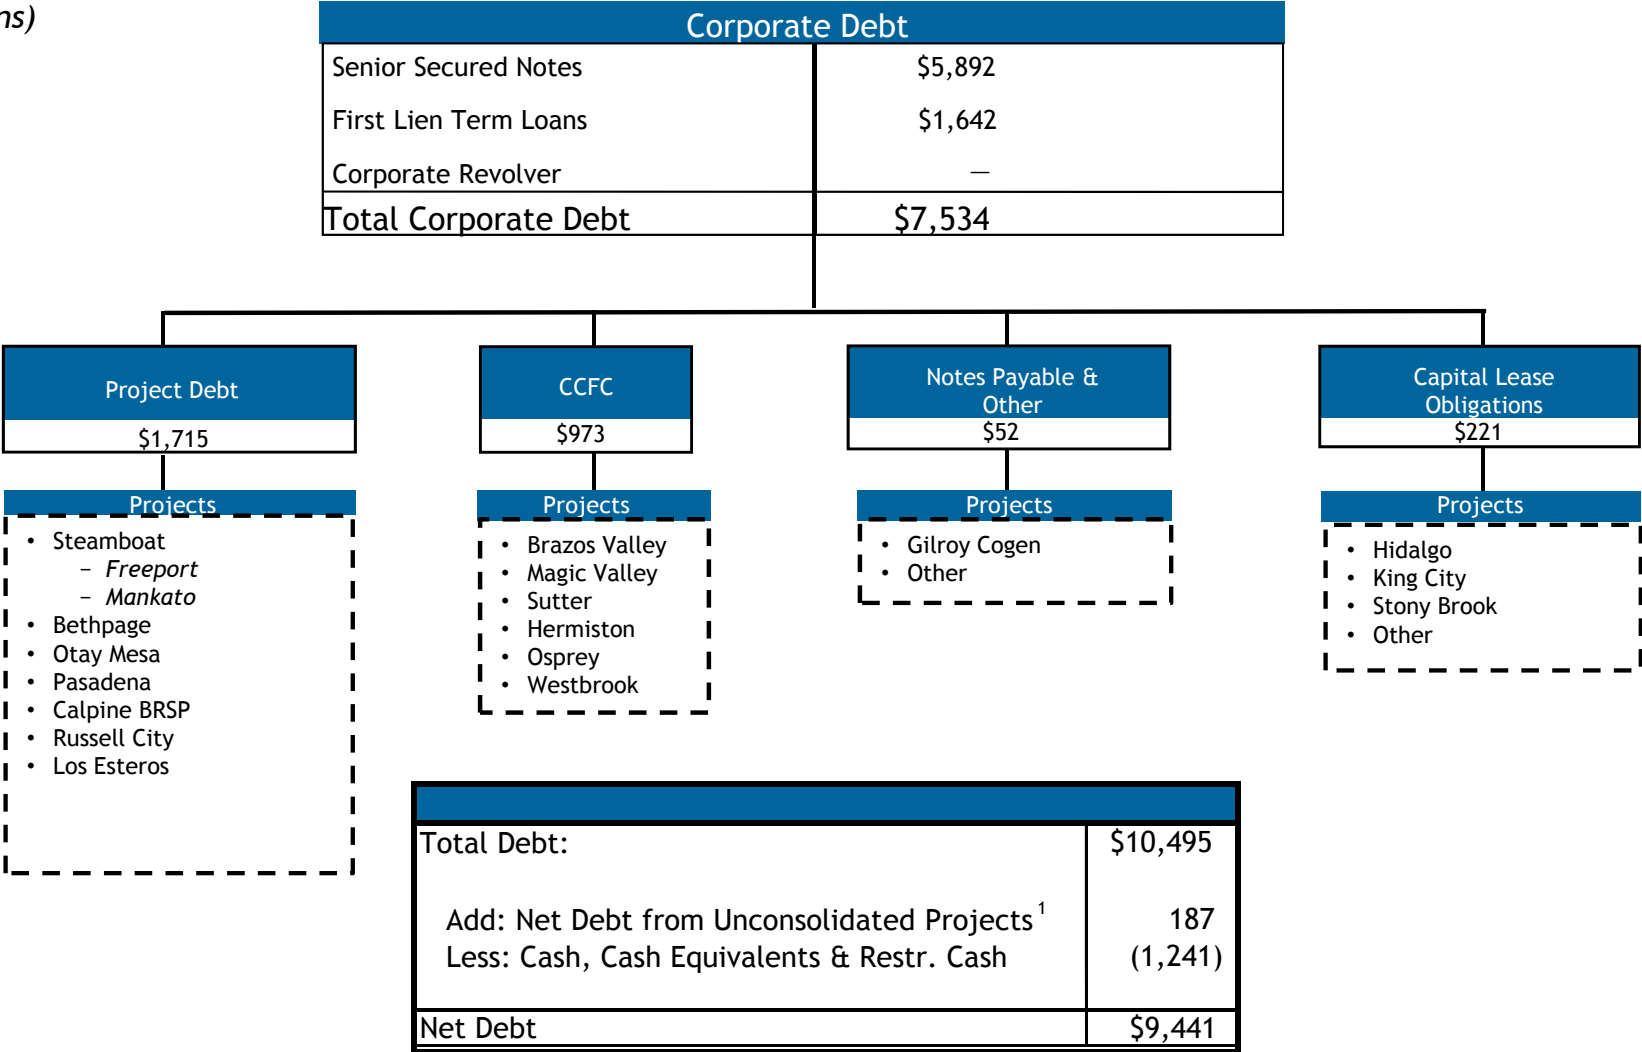 ns)
Corporate Debt
Senior Secured Notes $5,892
First Lien Term Loans $1,642
Corporate Revolver —
Total Corporate Debt $7,534
Project Debt
$1,715
Projects
• Steamboat
– Freeport
– Mankato
• Bethpage
• Otay Mesa
• Pasadena
• Calpine BRSP
• Russell City
• Los Esteros
CCFC
$973
Projects
• Brazos Valley
• Magic Valley
• Sutter
• Hermiston
• Osprey
• Westbrook
Notes Payable &
Other
$52
Projects
• Gilroy Cogen
• Other
Capital Lease
Obligations
$221
Projects
• Hidalgo
• King City
• Stony Brook
• Other
Total Debt: $10,495
Add: Net Debt from Unconsolidated Projects 1 187
Less: Cash, Cash Equivalents & Restr. Cash (1,241)
Net Debt $9,441